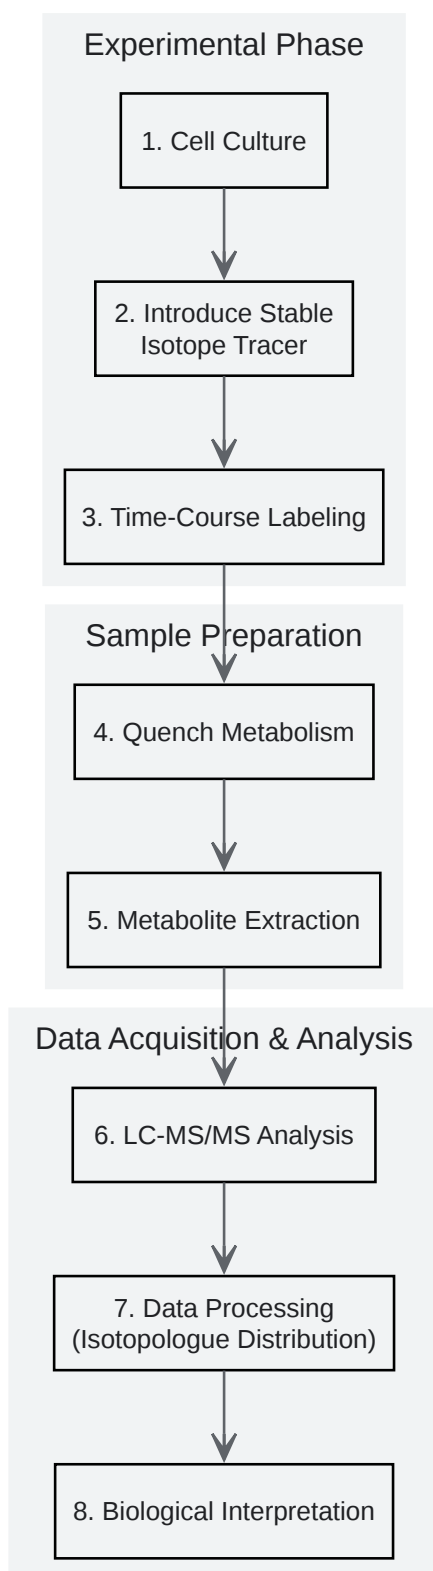 Experimental Phase
1. Cell Culture
2. Introduce Stable
Isotope Tracer
3. Time-Course Labeling
Sample Preparation
4. Quench Metabolism
5. Metabolite Extraction
Data Acquisition & Analysis
6. LC-MS/MS Analysis
7. Data Processing
(Isotopologue Distribution)
8. Biological Interpretation